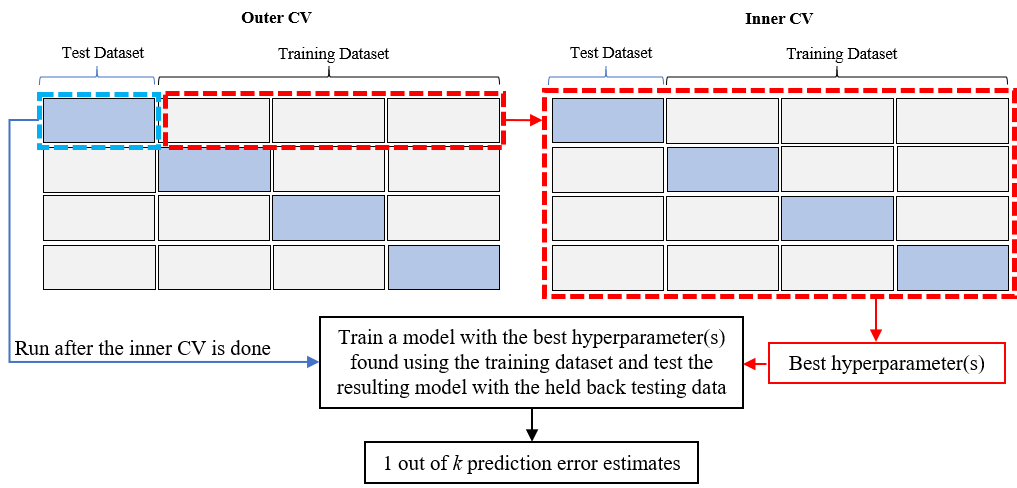 Outer CV
Inner CV
Test Dataset
Training Dataset
Test Dataset
Training Dataset
Run after the inner CV is done
Train a model with the best hyperparameter(s)
found using the training dataset and test the
resulting model with the held back testing data
Best hyperparameter(s)
1 out of k prediction error estimates